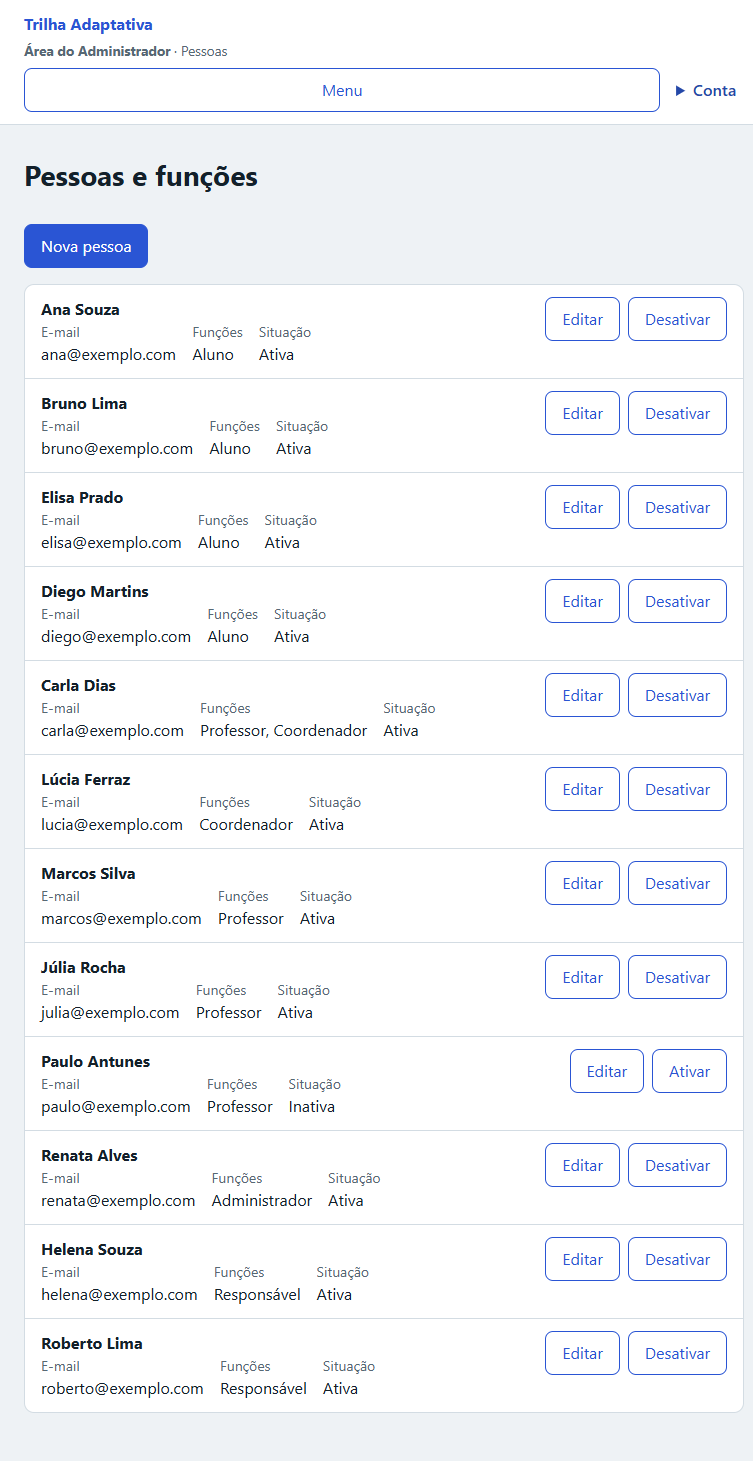 Trilha Adaptativa
Área do Administrador · Pessoas
Menu
▶ Conta
Pessoas e funções
Nova pessoa
Ana Souza
E-mail Funções Situação
ana@exemplo.com Aluno Ativa
Editar Desativar
Bruno Lima
E-mail Funções Situação
bruno@exemplo.com Aluno Ativa
Editar Desativar
Elisa Prado
E-mail Funções Situação
elisa@exemplo.com Aluno Ativa
Editar Desativar
Diego Martins
E-mail Funções Situação
diego@exemplo.com Aluno Ativa
Editar Desativar
Carla Dias
E-mail Funções Situação
carla@exemplo.com Professor, Coordenador Ativa
Editar Desativar
Lúcia Ferraz
E-mail Funções Situação
lucia@exemplo.com Coordenador Ativa
Editar Desativar
Marcos Silva
E-mail Funções Situação
marcos@exemplo.com Professor Ativa
Editar Desativar
Júlia Rocha
E-mail Funções Situação
julia@exemplo.com Professor Ativa
Editar Desativar
Paulo Antunes
E-mail Funções Situação
paulo@exemplo.com Professor Inativa
Editar Ativar
Renata Alves
E-mail Funções Situação
renata@exemplo.com Administrador Ativa
Editar Desativar
Helena Souza
E-mail Funções Situação
helena@exemplo.com Responsável Ativa
Editar Desativar
Roberto Lima
E-mail Funções Situação
roberto@exemplo.com Responsável Ativa
Editar Desativar